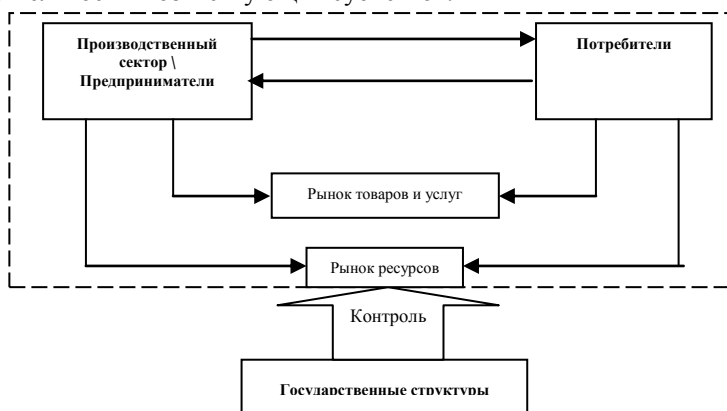 Производственный
сектор \
Предприниматели
Потребители
Рынок товаров и услуг
Рынок ресурсов
Контроль
Государственные структуры